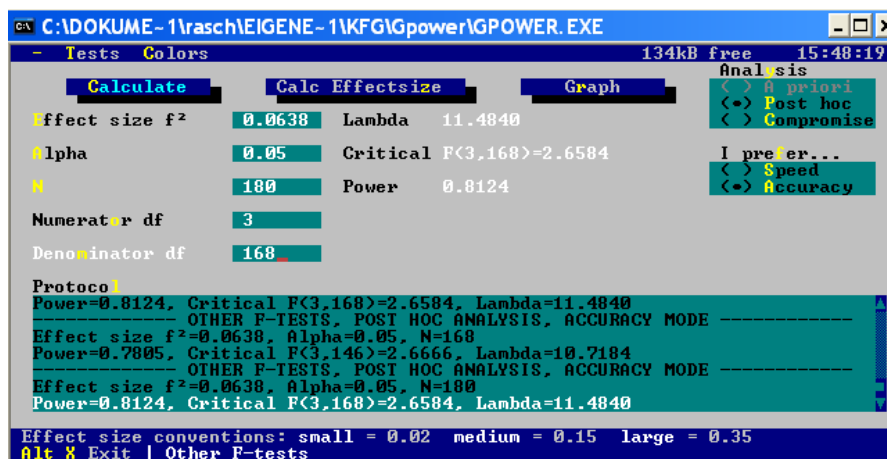 C:\DOKUME~1\rasch\EIGENE~1\KFG\Gpower\GPOWER.EXE
- Tests Colors 134kB free 15:48:19
Analysis
Calculate Calc Effectsize Graph ( ) A priori
(•) Post hoc
Effect size f² 0.0638 Lambda 11.4840 ( ) Compromise
Alpha 0.05 Critical F(3,168)=2.6584 I prefer...
( ) Speed
N 180 Power 0.8124 (•) Accuracy
Numerator df 3
Denominator df 168_
Protocol
Power=0.8124, Critical F(3,168)=2.6584, Lambda=11.4840
------------- OTHER F-TESTS, POST HOC ANALYSIS, ACCURACY MODE ------------
Effect size f²=0.0638, Alpha=0.05, N=168
Power=0.7805, Critical F(3,146)=2.6666, Lambda=10.7184
------------- OTHER F-TESTS, POST HOC ANALYSIS, ACCURACY MODE ------------
Effect size f²=0.0638, Alpha=0.05, N=180
Power=0.8124, Critical F(3,168)=2.6584, Lambda=11.4840
Effect size conventions: small = 0.02 medium = 0.15 large = 0.35
Alt X Exit | Other F-tests